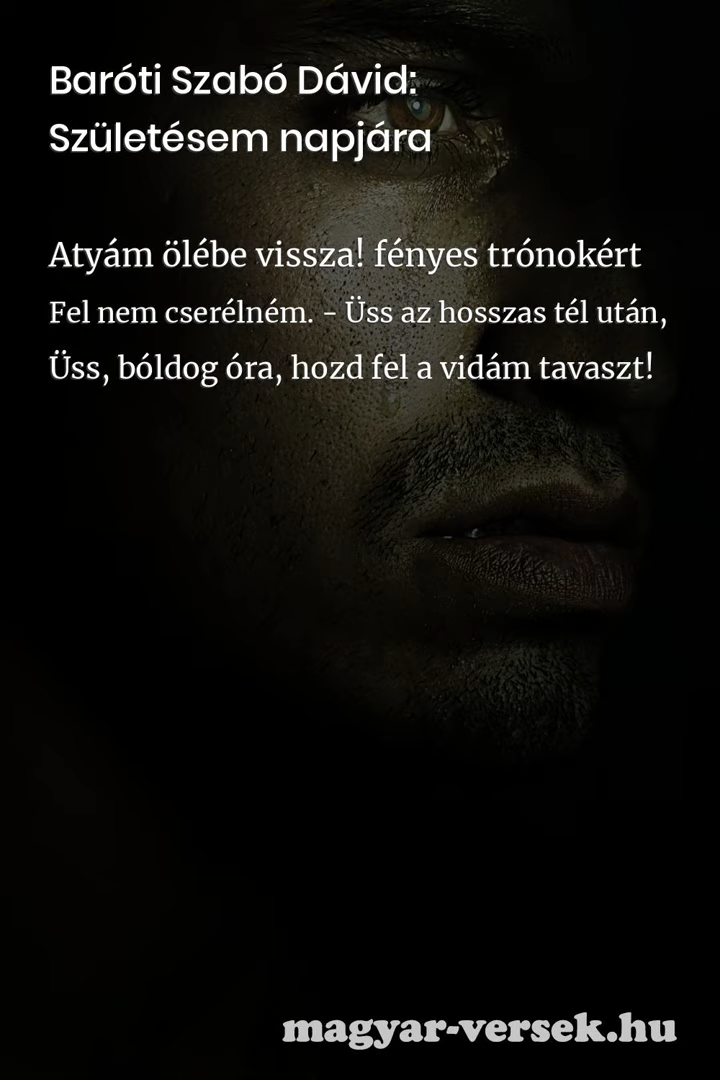 Baróti Szabó Dávid:
Születésem napjára
Atyám ölébe vissza! fényes trónokért
Fel nem cserélném. - Üss az hosszas tél után,
Üss, bóldog óra, hozd fel a vidám tavaszt!
magyar-versek.hu